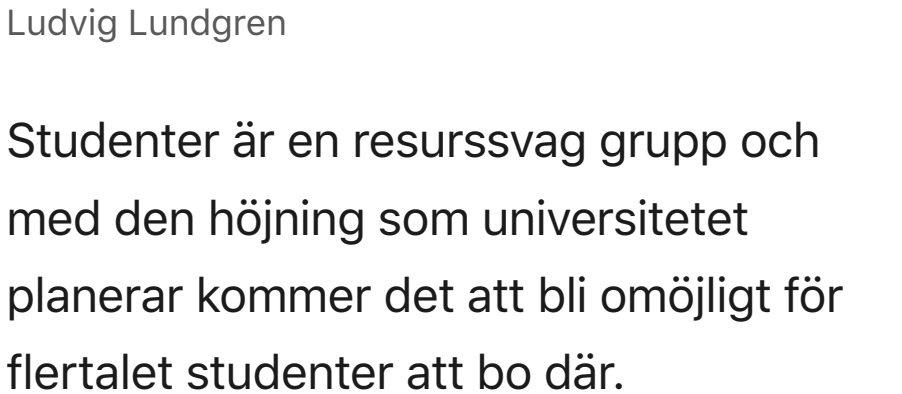 Ludvig Lundgren
Studenter är en resurssvag grupp och
med den höjning som universitetet
planerar kommer det att bli omöjligt för
flertalet studenter att bo där.